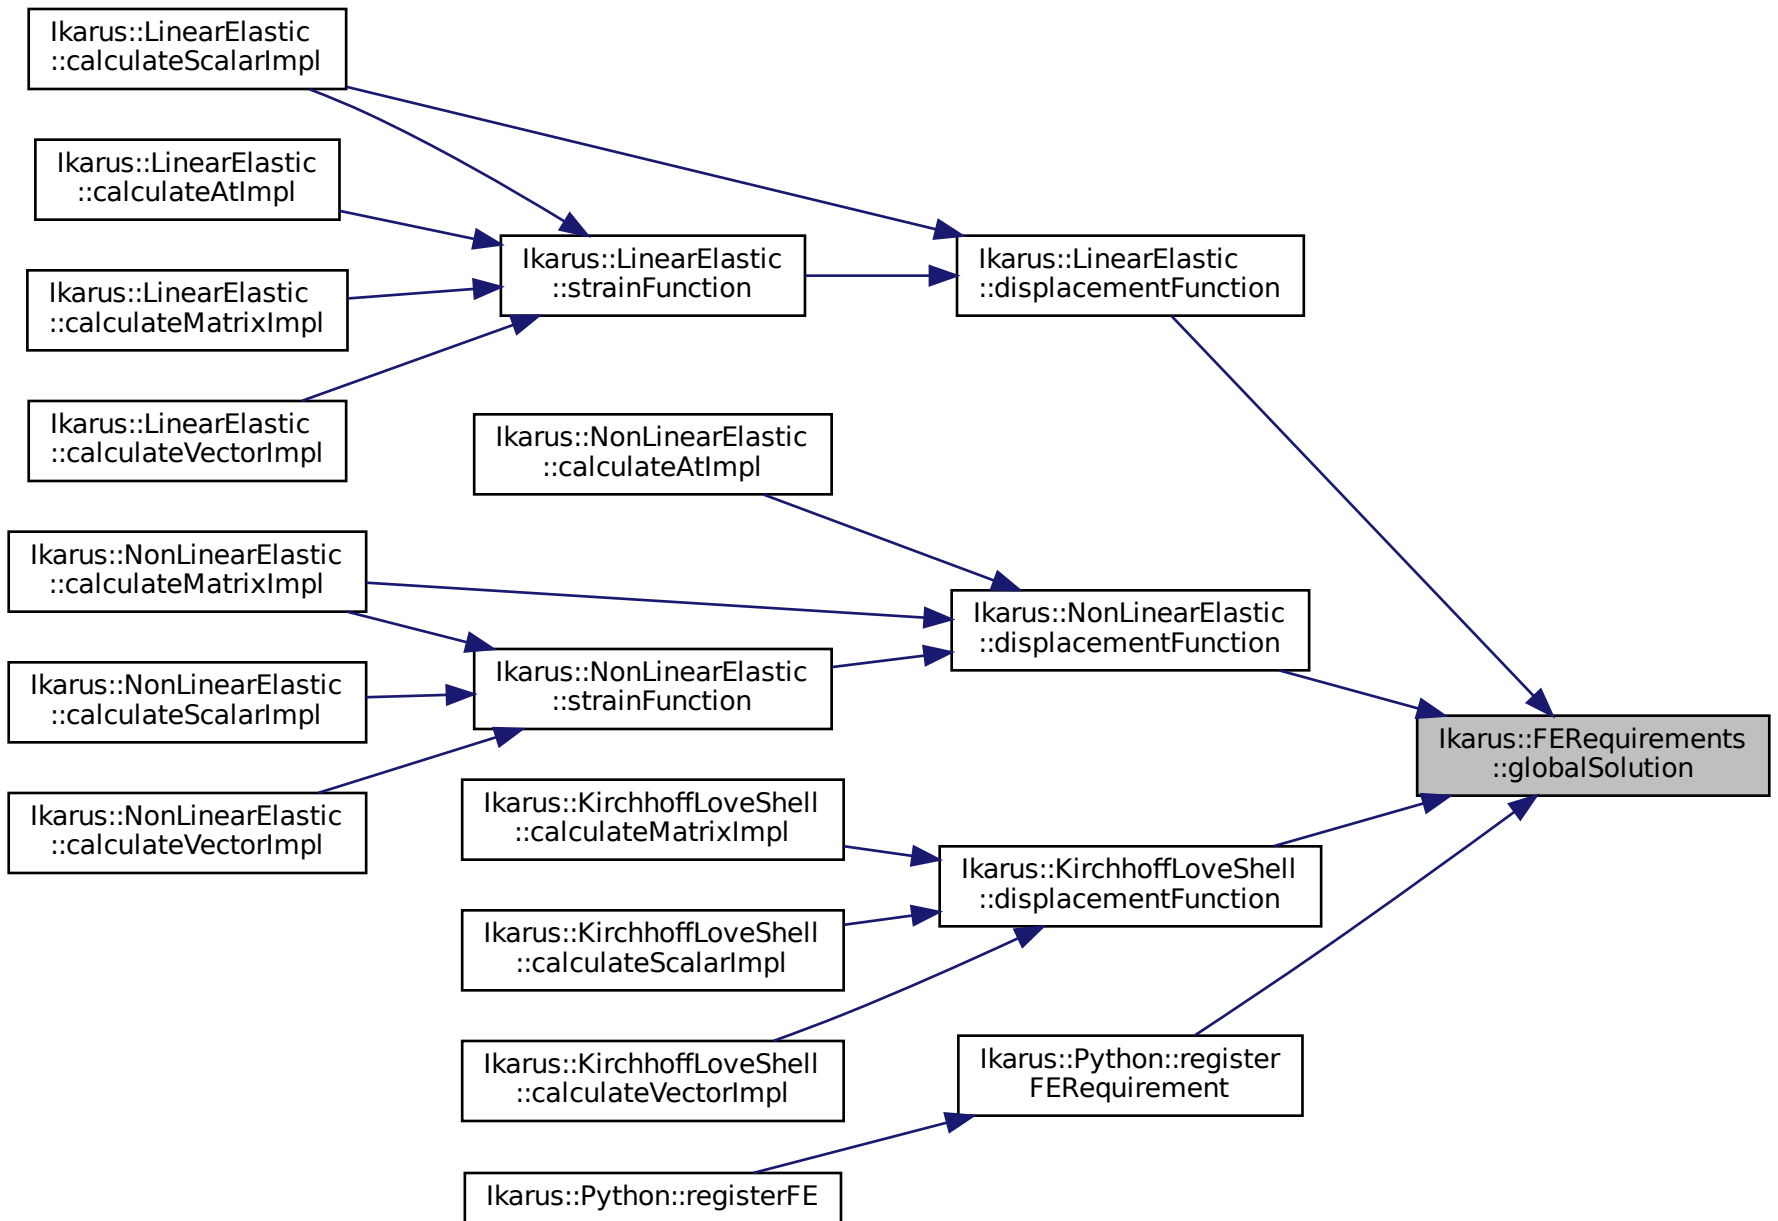 Ikarus::LinearElastic
::calculateScalarImpl
Ikarus::LinearElastic
::calculateAtImpl
Ikarus::LinearElastic
::calculateMatrixImpl
Ikarus::LinearElastic
::calculateVectorImpl
Ikarus::LinearElastic
::strainFunction
Ikarus::LinearElastic
::displacementFunction
Ikarus::NonLinearElastic
::calculateAtImpl
Ikarus::NonLinearElastic
::calculateMatrixImpl
Ikarus::NonLinearElastic
::calculateScalarImpl
Ikarus::NonLinearElastic
::calculateVectorImpl
Ikarus::NonLinearElastic
::strainFunction
Ikarus::NonLinearElastic
::displacementFunction
Ikarus::FERequirements
::globalSolution
Ikarus::KirchhoffLoveShell
::calculateMatrixImpl
Ikarus::KirchhoffLoveShell
::calculateScalarImpl
Ikarus::KirchhoffLoveShell
::calculateVectorImpl
Ikarus::KirchhoffLoveShell
::displacementFunction
Ikarus::Python::register
FERequirement
Ikarus::Python::registerFE